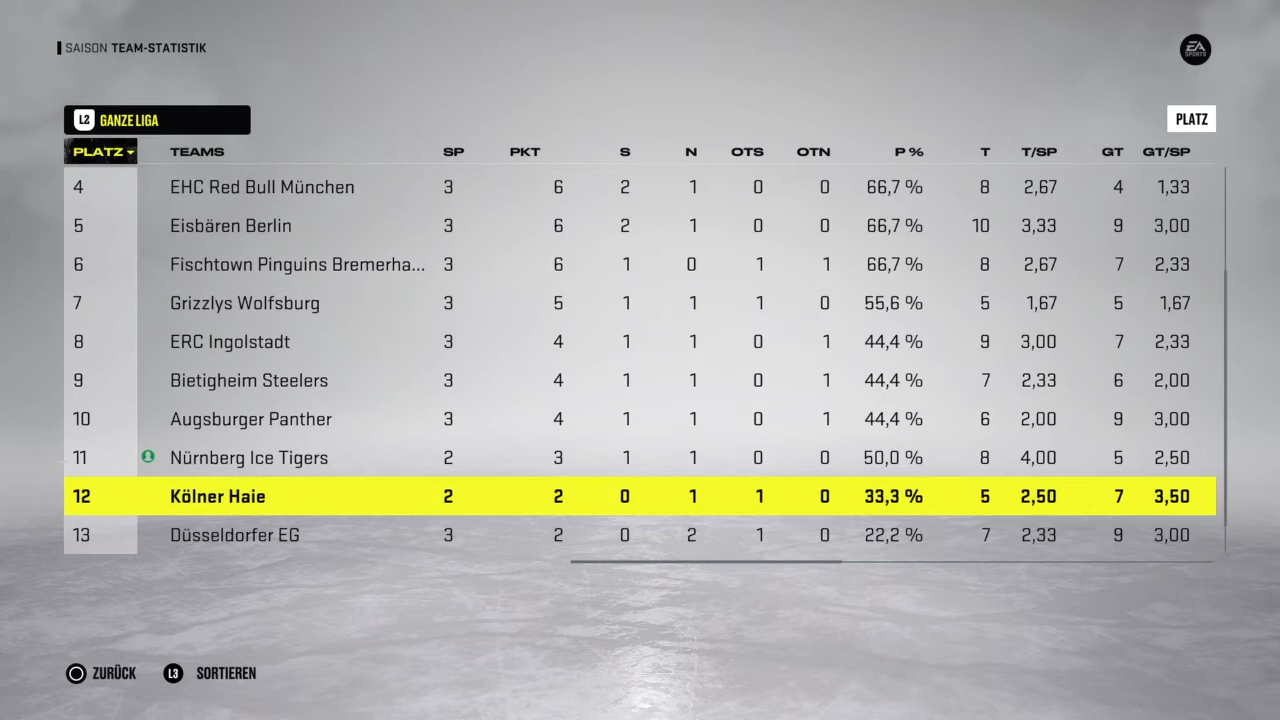 SAISON TEAM-STATISTIK
EA SPORTS
L2 GANZE LIGA
PLATZ
PLATZ TEAMS SP PKT S N OTS OTN P % T T/SP GT GT/SP
4 EHC Red Bull München 3 6 2 1 0 0 66,7 % 8 2,67 4 1,33
5 Eisbären Berlin 3 6 2 1 0 0 66,7 % 10 3,33 9 3,00
6 Fischtown Pinguins Bremerha... 3 6 1 0 1 1 66,7 % 8 2,67 7 2,33
7 Grizzlys Wolfsburg 3 5 1 1 1 0 55,6 % 5 1,67 5 1,67
8 ERC Ingolstadt 3 4 1 1 0 1 44,4 % 9 3,00 7 2,33
9 Bietigheim Steelers 3 4 1 1 0 1 44,4 % 7 2,33 6 2,00
10 Augsburger Panther 3 4 1 1 0 1 44,4 % 6 2,00 9 3,00
11 Nürnberg Ice Tigers 2 3 1 1 0 0 50,0 % 8 4,00 5 2,50
12 Kölner Haie 2 2 0 1 1 0 33,3 % 5 2,50 7 3,50
13 Düsseldorfer EG 3 2 0 2 1 0 22,2 % 7 2,33 9 3,00
ZURÜCK L3 SORTIEREN